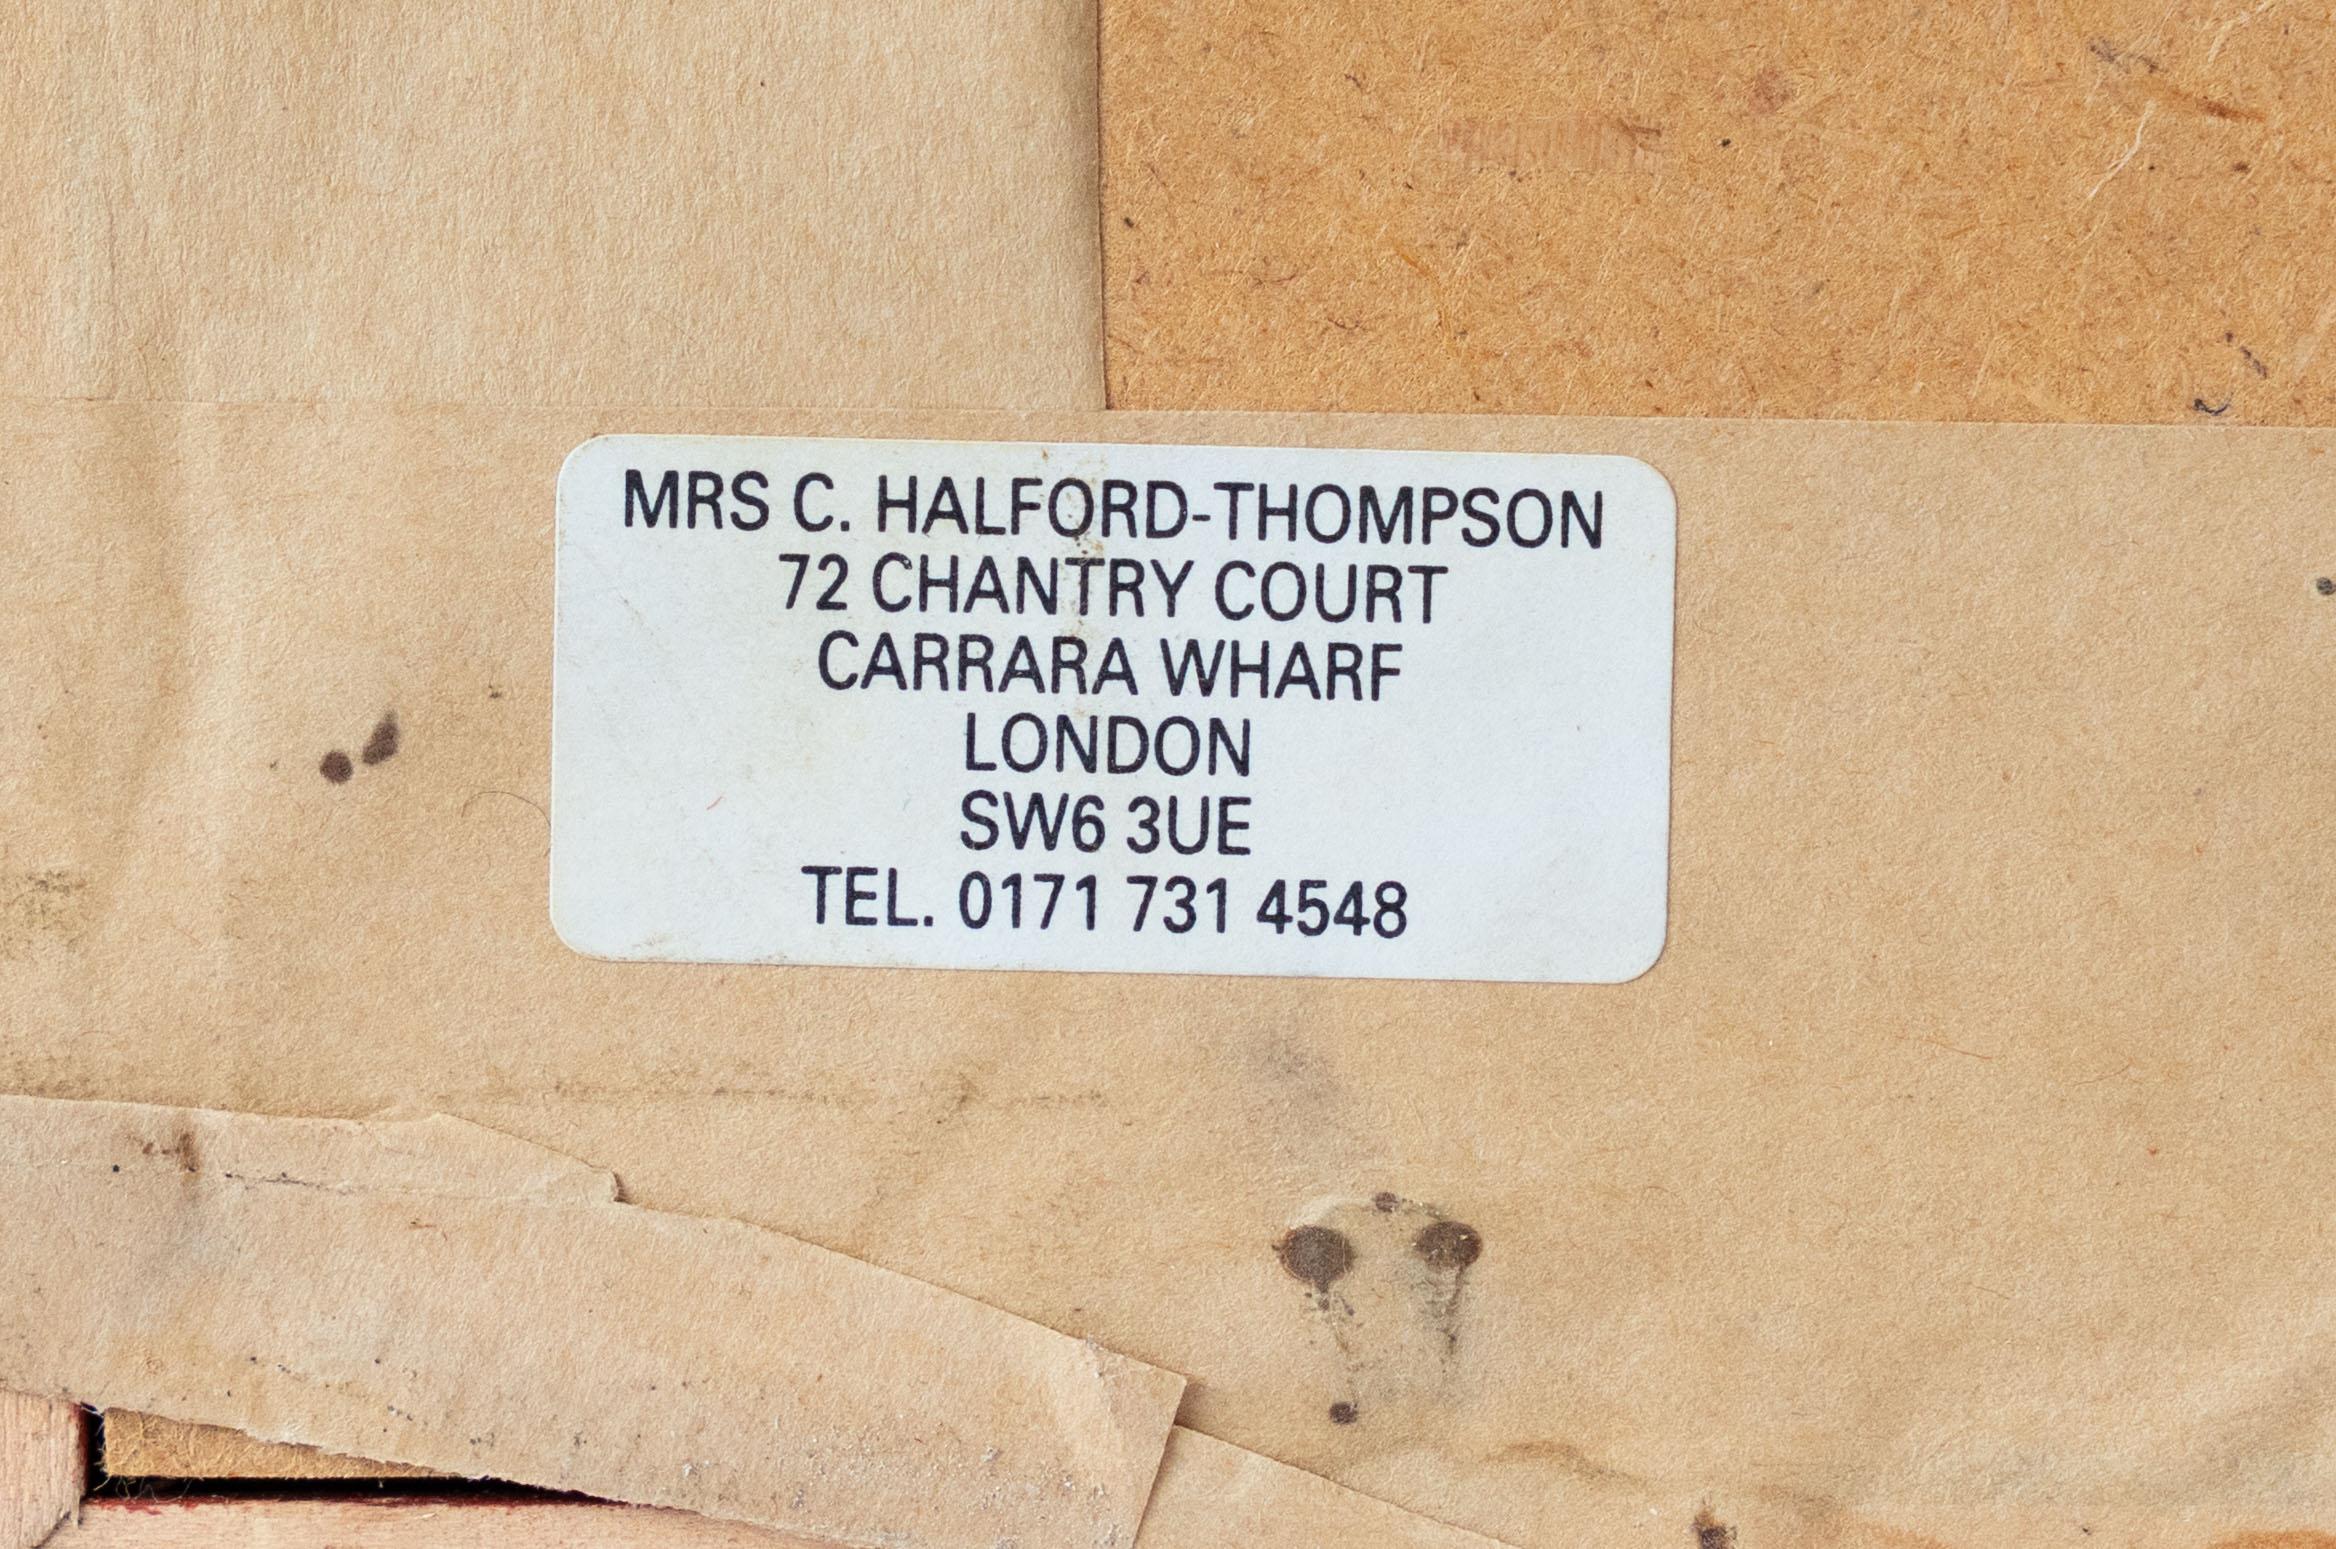 MRS C. HALFORD-THOMPSON
72 CHANTRY COURT
CARRARA WHARF
LONDON
SW6 3UE
TEL. 0171 731 4548